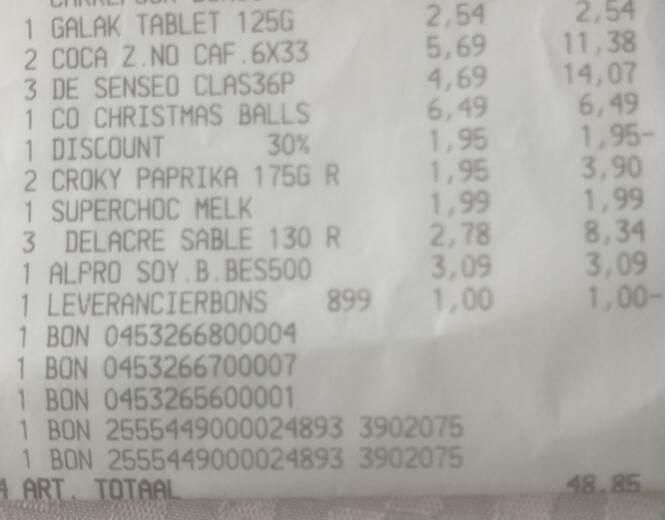 1 GALAK TABLET 125G 2,54 2,54
2 COCA Z.NO CAF.6X33 5,69 11,38
3 DE SENSEO CLAS36P 4,69 14,07
1 CO CHRISTMAS BALLS 6,49 6,49
1 DISCOUNT 30% 1,95 1,95-
2 CROKY PAPRIKA 175G R 1,95 3,90
1 SUPERCHOC MELK 1,99 1,99
3 DELACRE SABLE 130 R 2,78 8,34
1 ALPRO SOY.B.BES500 3,09 3,09
1 LEVERANCIERBONS 899 1,00 1,00-
1 BON 0453266800004
1 BON 0453266700007
1 BON 0453265600001
1 BON 2555449000024893 3902075
1 BON 2555449000024893 3902075
ART. TOTAAL 48,85